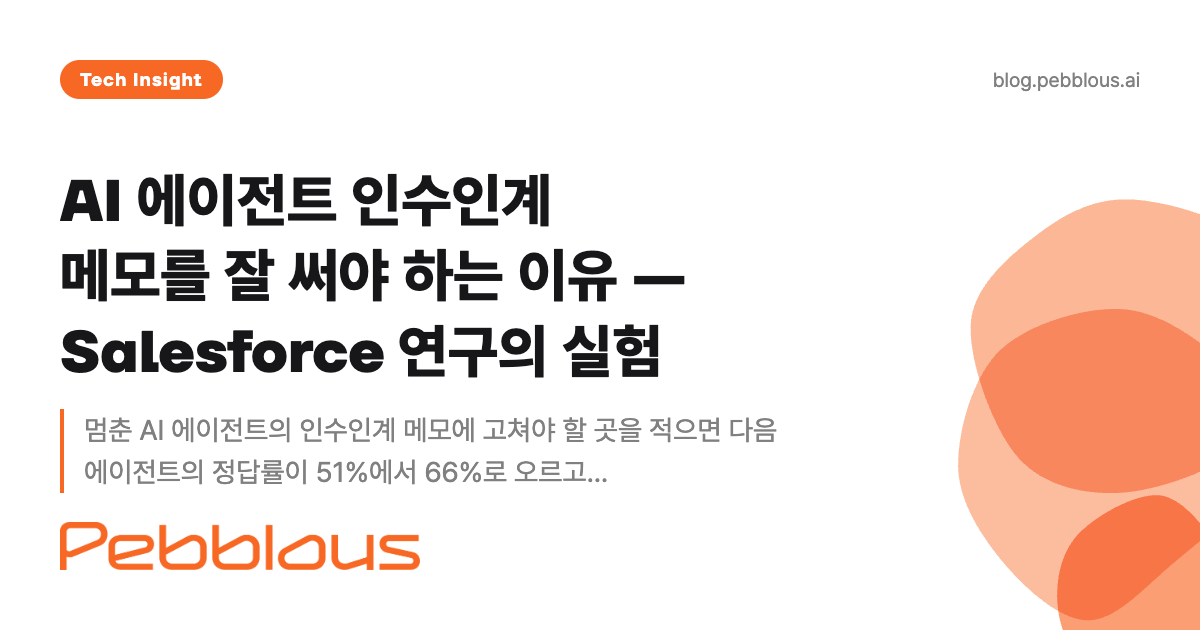 Tech Insight
blog.pebblous.ai
AI 에이전트 인수인계
메모를 잘 써야 하는 이유 —
Salesforce 연구의 실험
멈춘 AI 에이전트의 인수인계 메모에 고쳐야 할 곳을 적으면 다음
에이전트의 정답률이 51%에서 66%로 오르고...
Pebblous